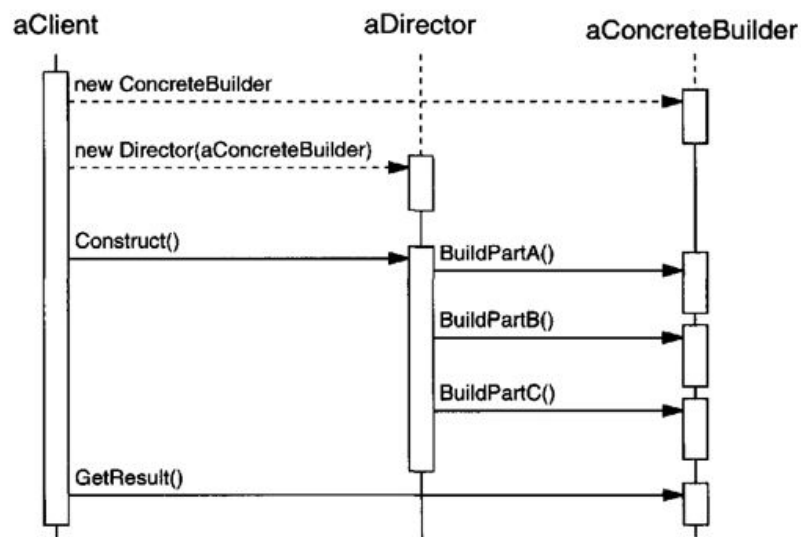 aClient
aDirector
aConcreteBuilder
new ConcreteBuilder
new Director(aConcreteBuilder)
Construct()
BuildPartA()
BuildPartB()
BuildPartC()
GetResult()